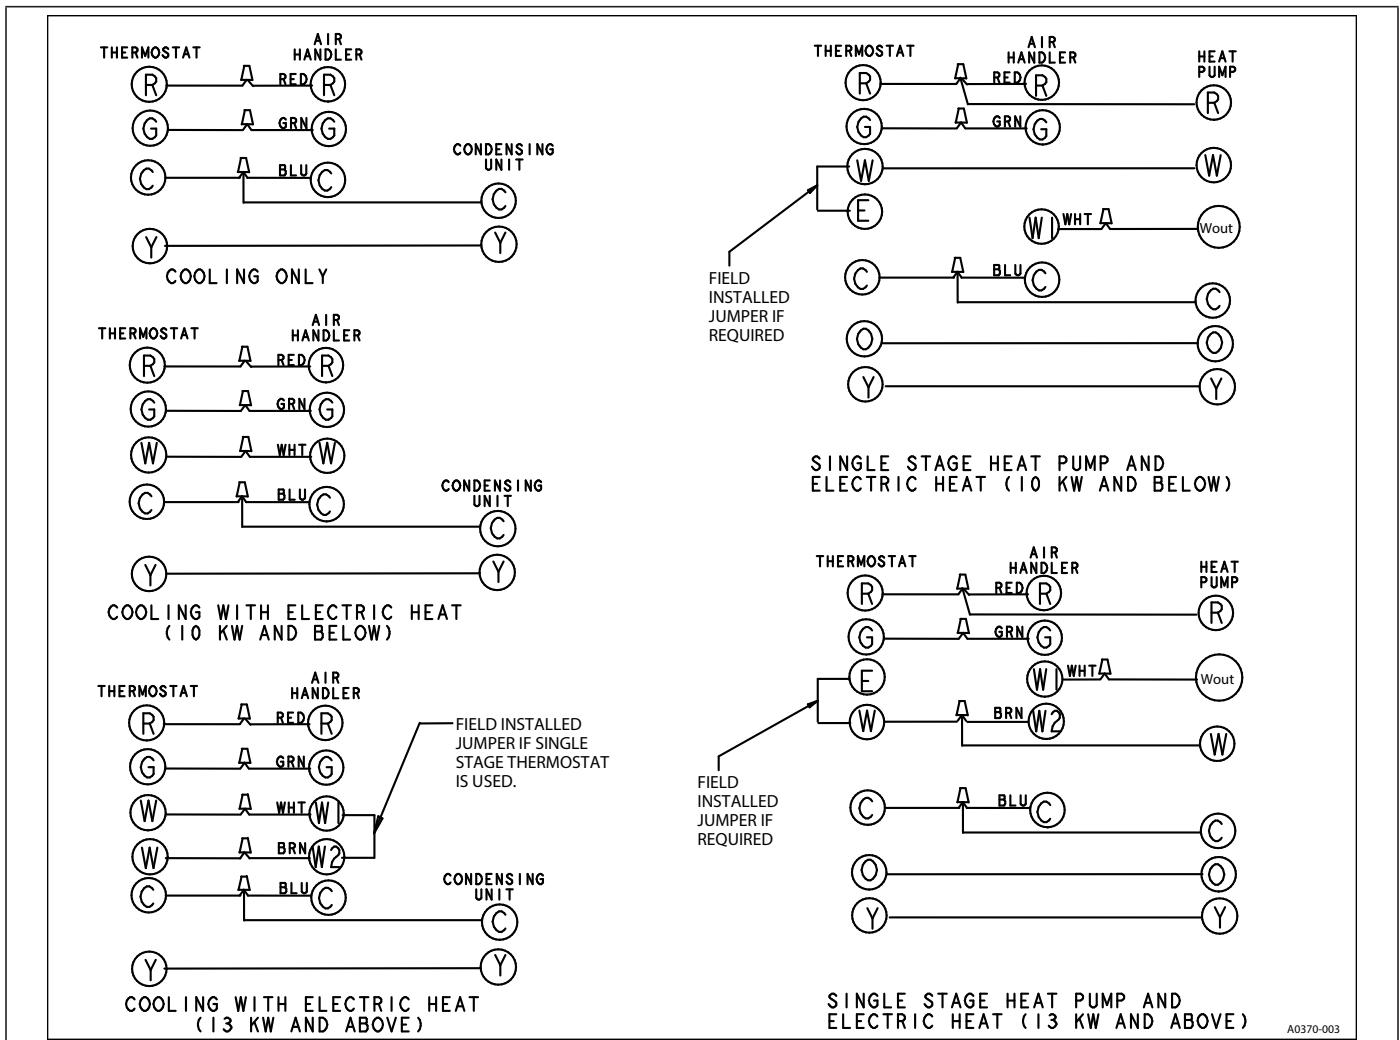 THERMOSTAT
AIR
HANDLER
R RED R
G GRN G
C BLU C
CONDENSING
UNIT
C
Y Y
COOLING ONLY
THERMOSTAT
AIR
HANDLER
R RED R
G GRN G
W WHT W
C BLU C
CONDENSING
UNIT
C
Y Y
COOLING WITH ELECTRIC HEAT
(10 KW AND BELOW)
THERMOSTAT
AIR
HANDLER
R RED R
G GRN G
W WHT W1
W BRN W2
C BLU C
FIELD INSTALLED
JUMPER IF SINGLE
STAGE THERMOSTAT
IS USED.
CONDENSING
UNIT
C
Y Y
COOLING WITH ELECTRIC HEAT
(13 KW AND ABOVE)
THERMOSTAT
AIR
HANDLER
HEAT
PUMP
R RED R
R
G GRN G
W W
E
W1 WHT Wout
FIELD
INSTALLED
JUMPER IF
REQUIRED
C BLU C
C
O O
Y Y
SINGLE STAGE HEAT PUMP AND
ELECTRIC HEAT (10 KW AND BELOW)
THERMOSTAT
AIR
HANDLER
HEAT
PUMP
R RED R
R
G GRN G
E W1 WHT Wout
W BRN W2
W
FIELD
INSTALLED
JUMPER IF
REQUIRED
C BLU C
C
O O
Y Y
SINGLE STAGE HEAT PUMP AND
ELECTRIC HEAT (13 KW AND ABOVE)
A0370-003